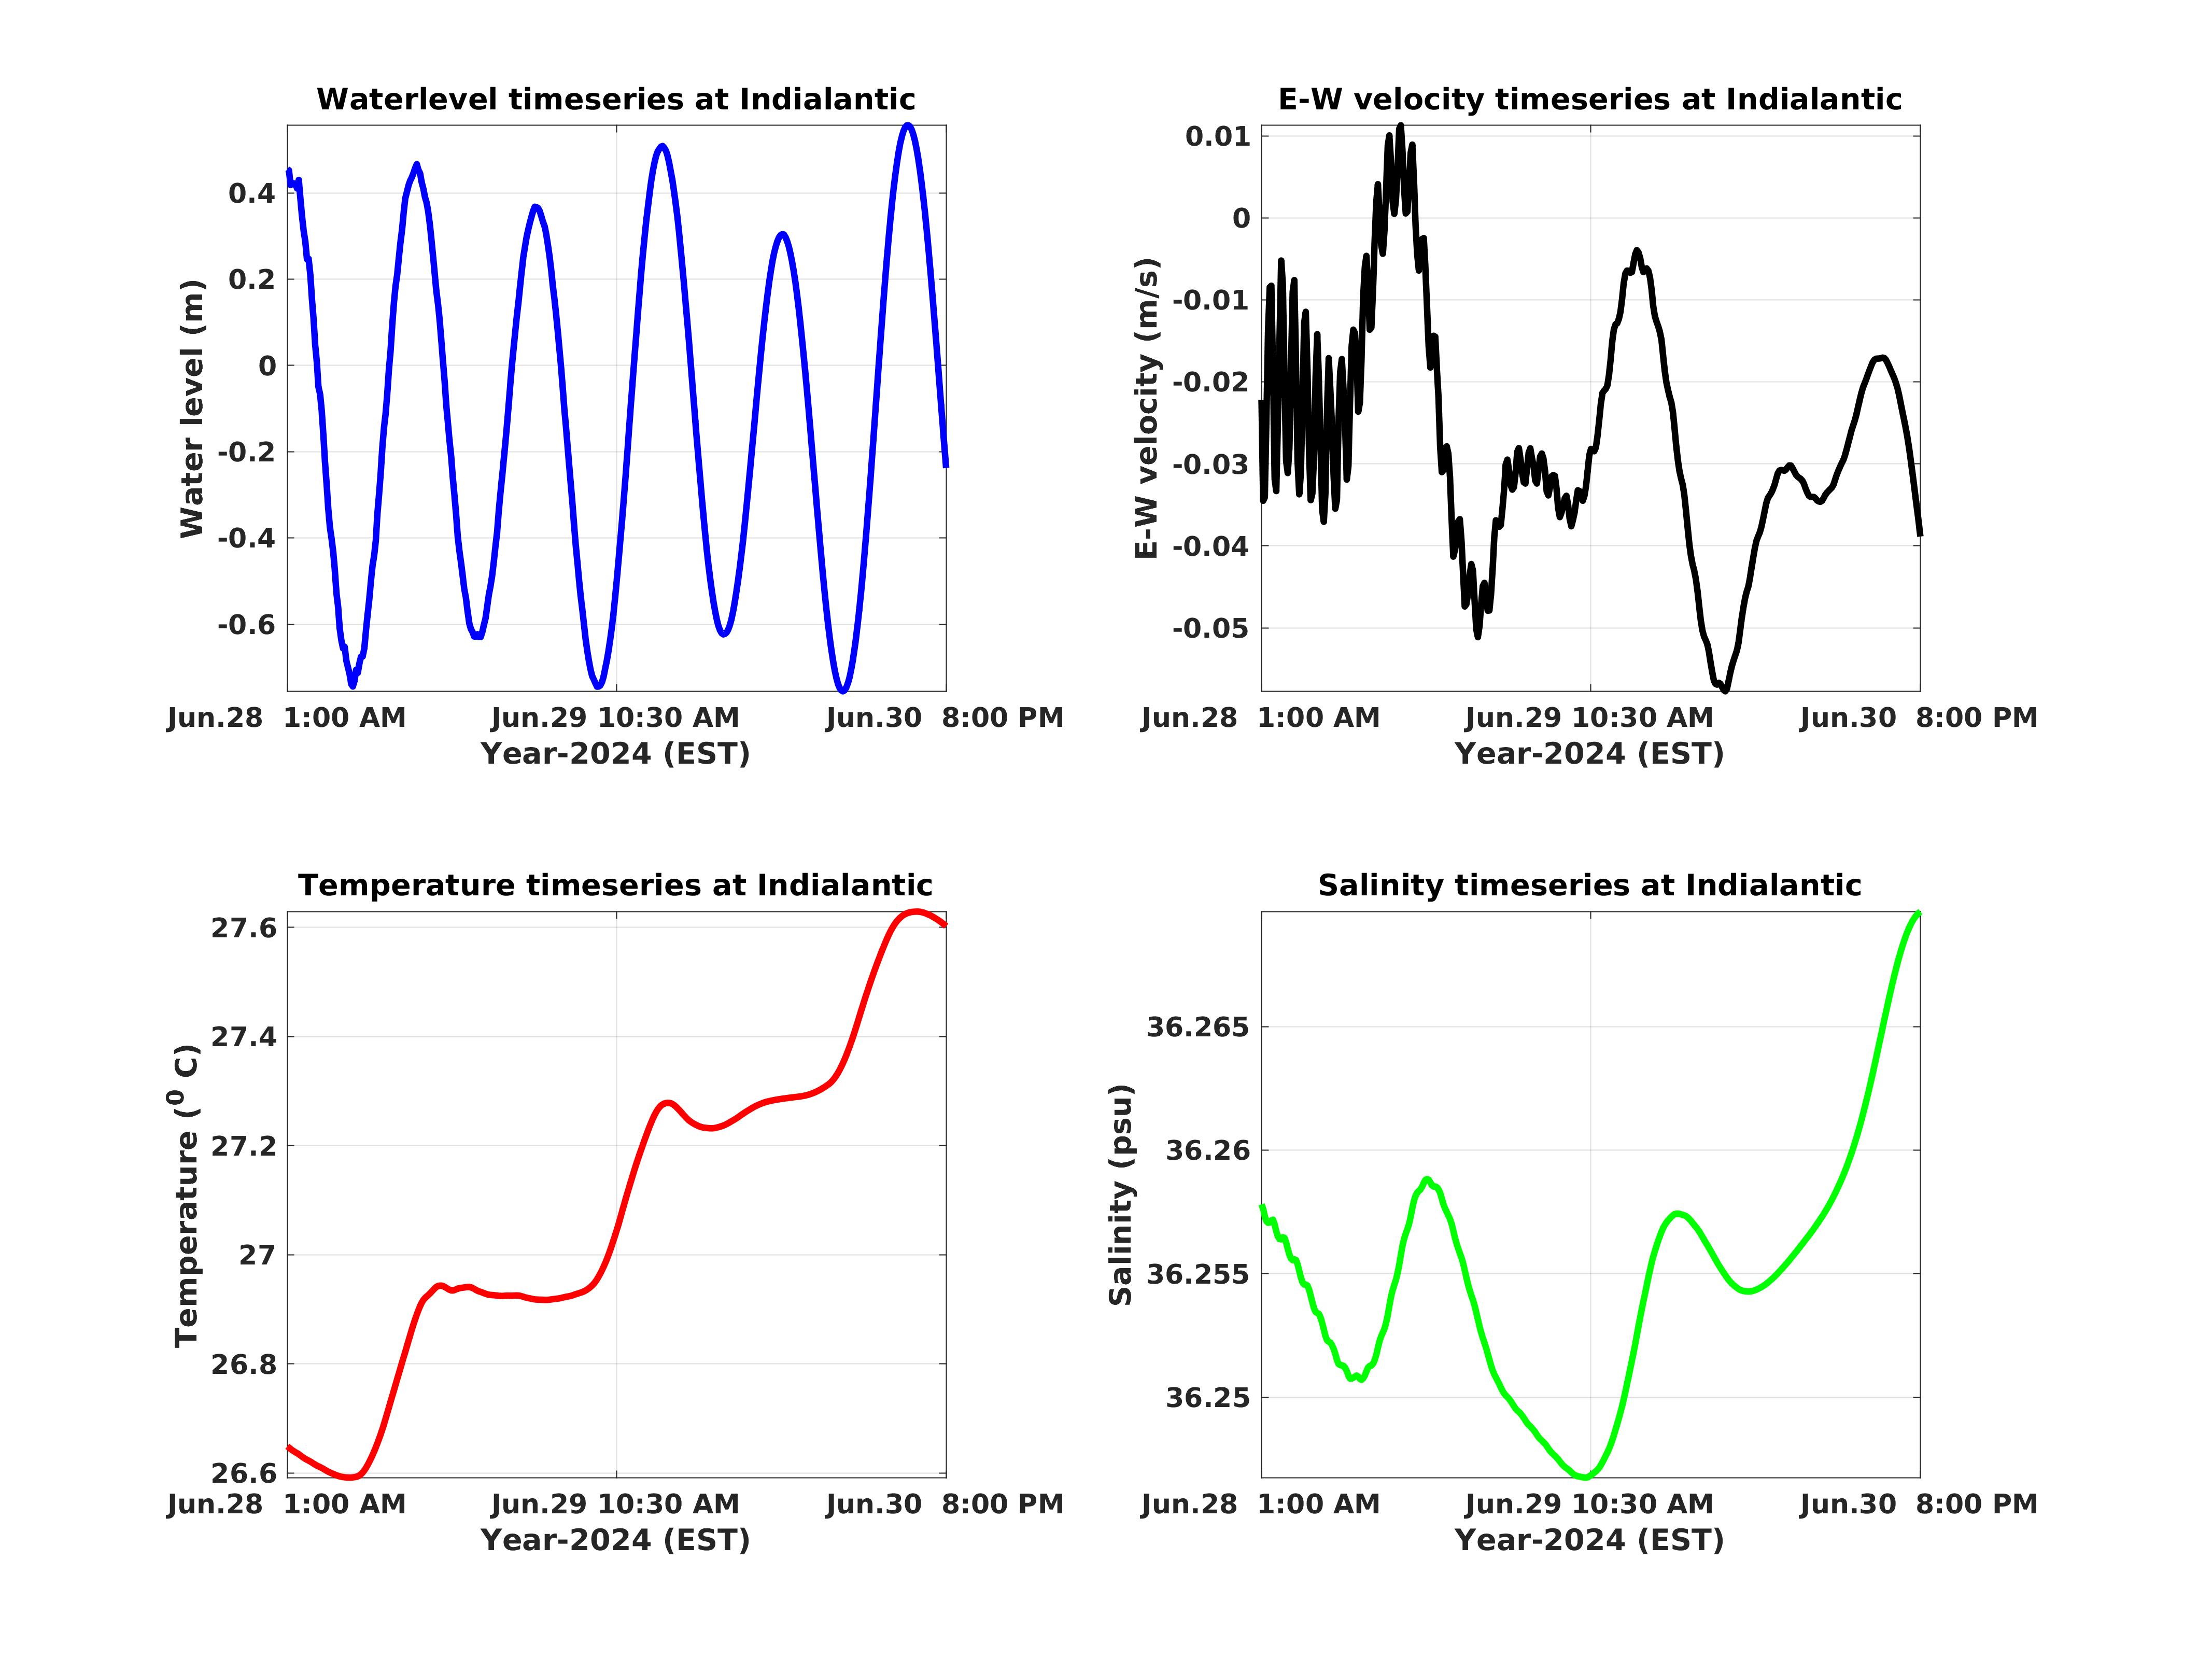 Waterlevel timeseries at Indialantic
Water level (m)
0.4
0.2
0
-0.2
-0.4
-0.6
Jun.28 1:00 AM
Jun.29 10:30 AM
Jun.30 8:00 PM
Year-2024 (EST)
E-W velocity timeseries at Indialantic
E-W velocity (m/s)
0.01
0
-0.01
-0.02
-0.03
-0.04
-0.05
Jun.28 1:00 AM
Jun.29 10:30 AM
Jun.30 8:00 PM
Year-2024 (EST)
Temperature timeseries at Indialantic
Temperature (⁰ C)
27.6
27.4
27.2
27
26.8
26.6
Jun.28 1:00 AM
Jun.29 10:30 AM
Jun.30 8:00 PM
Year-2024 (EST)
Salinity timeseries at Indialantic
Salinity (psu)
36.265
36.26
36.255
36.25
Jun.28 1:00 AM
Jun.29 10:30 AM
Jun.30 8:00 PM
Year-2024 (EST)